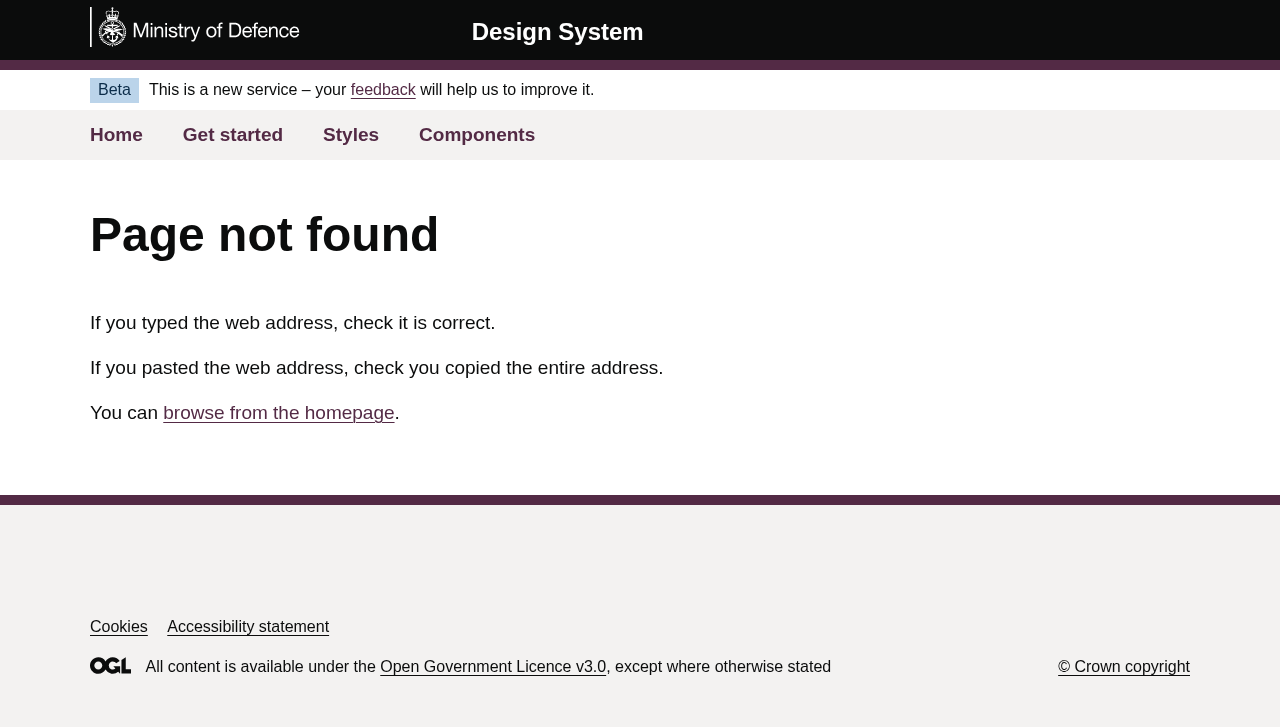 Ministry of Defence
Design System
Beta
This is a new service – your feedback will help us to improve it.
Home
Get started
Styles
Components
Page not found
If you typed the web address, check it is correct.
If you pasted the web address, check you copied the entire address.
You can browse from the homepage.
Cookies
Accessibility statement
OGL
All content is available under the Open Government Licence v3.0, except where otherwise stated
© Crown copyright